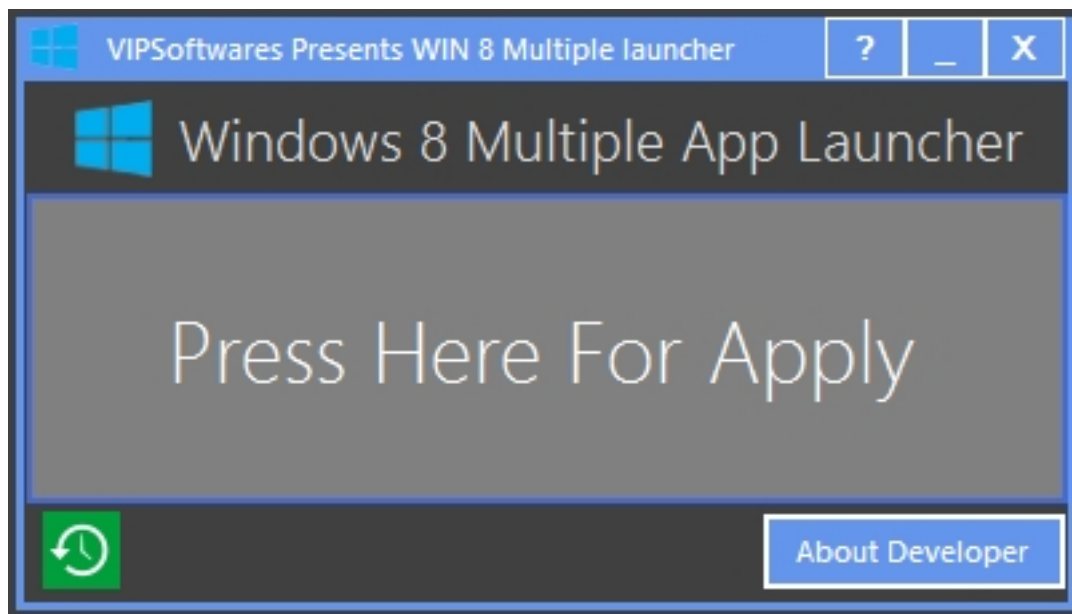 VIPSoftwares Presents WIN 8 Multiple launcher ? _ X
Windows 8 Multiple App Launcher
Press Here For Apply
About Developer